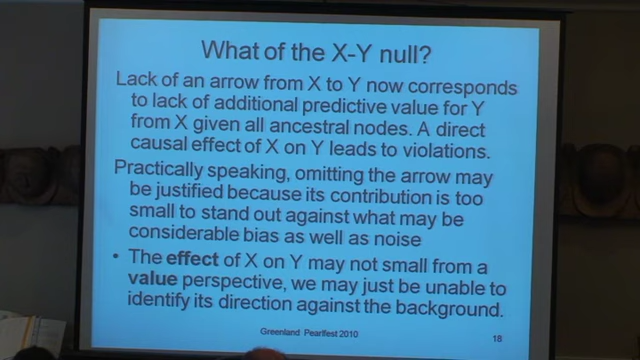 What of the X-Y null?
Lack of an arrow from X to Y now corresponds
to lack of additional predictive value for Y
from X given all ancestral nodes. A direct
causal effect of X on Y leads to violations.
Practically speaking, omitting the arrow may
be justified because its contribution is too
small to stand out against what may be
considerable bias as well as noise
• The effect of X on Y may not small from a
value perspective, we may just be unable to
identify its direction against the background.
Greenland Pearlfest 2010
18